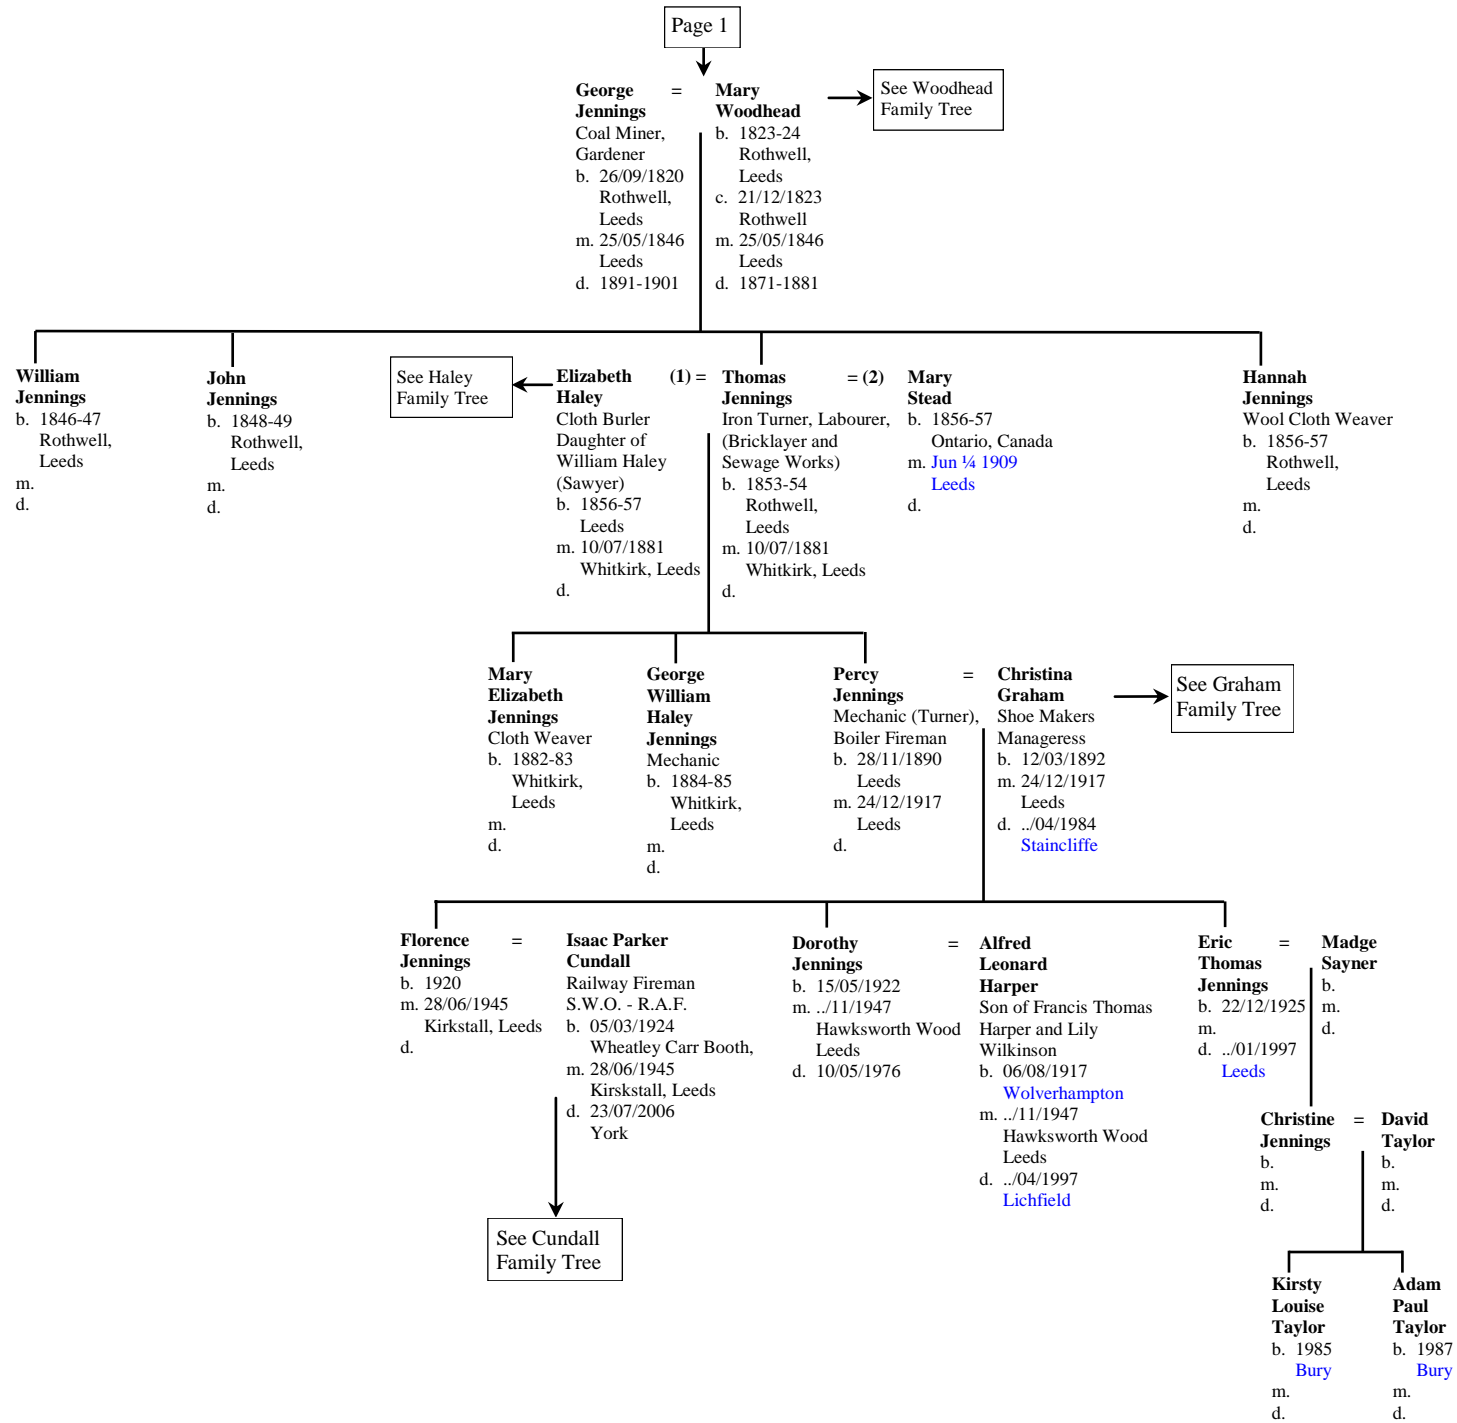 Page 1
George =
Jennings
Coal Miner,
Gardener
b. 26/09/1820
Rothwell,
Leeds
m. 25/05/1846
Leeds
d. 1891-1901
Mary
Woodhead
b. 1823-24
Rothwell,
Leeds
c. 21/12/1823
Rothwell
m. 25/05/1846
Leeds
d. 1871-1881
See Woodhead
Family Tree
William
Jennings
b. 1846-47
Rothwell,
Leeds
m.
d.
John
Jennings
b. 1848-49
Rothwell,
Leeds
m.
d.
See Haley
Family Tree
Elizabeth (1) =
Haley
Cloth Burler
Daughter of
William Haley
(Sawyer)
b. 1856-57
Leeds
m. 10/07/1881
Whitkirk, Leeds
d.
Thomas = (2)
Jennings
Iron Turner, Labourer,
(Bricklayer and
Sewage Works)
b. 1853-54
Rothwell,
Leeds
m. 10/07/1881
Whitkirk, Leeds
d.
Mary
Stead
b. 1856-57
Ontario, Canada
m. Jun ¼ 1909
Leeds
d.
Hannah
Jennings
Wool Cloth Weaver
b. 1856-57
Rothwell,
Leeds
m.
d.
Mary
Elizabeth
Jennings
Cloth Weaver
b. 1882-83
Whitkirk,
Leeds
m.
d.
George
William
Haley
Jennings
Mechanic
b. 1884-85
Whitkirk,
Leeds
m.
d.
Percy =
Jennings
Mechanic (Turner),
Boiler Fireman
b. 28/11/1890
Leeds
m. 24/12/1917
Leeds
d.
Christina
Graham
Shoe Makers
Manageress
b. 12/03/1892
m. 24/12/1917
Leeds
d. ../04/1984
Staincliffe
See Graham
Family Tree
Florence =
Jennings
b. 1920
m. 28/06/1945
Kirkstall, Leeds
d.
Isaac Parker
Cundall
Railway Fireman
S.W.O. - R.A.F.
b. 05/03/1924
Wheatley Carr Booth,
m. 28/06/1945
Kirskstall, Leeds
d. 23/07/2006
York
See Cundall
Family Tree
Dorothy =
Jennings
b. 15/05/1922
m. ../11/1947
Hawksworth Wood
Leeds
d. 10/05/1976
Alfred
Leonard
Harper
Son of Francis Thomas
Harper and Lily
Wilkinson
b. 06/08/1917
Wolverhampton
m. ../11/1947
Hawksworth Wood
Leeds
d. ../04/1997
Lichfield
Eric =
Thomas
Jennings
b. 22/12/1925
m.
d. ../01/1997
Leeds
Madge
Sayner
b.
m.
d.
Christine =
Jennings
b.
m.
d.
David
Taylor
b.
m.
d.
Kirsty
Louise
Taylor
b. 1985
Bury
m.
d.
Adam
Paul
Taylor
b. 1987
Bury
m.
d.